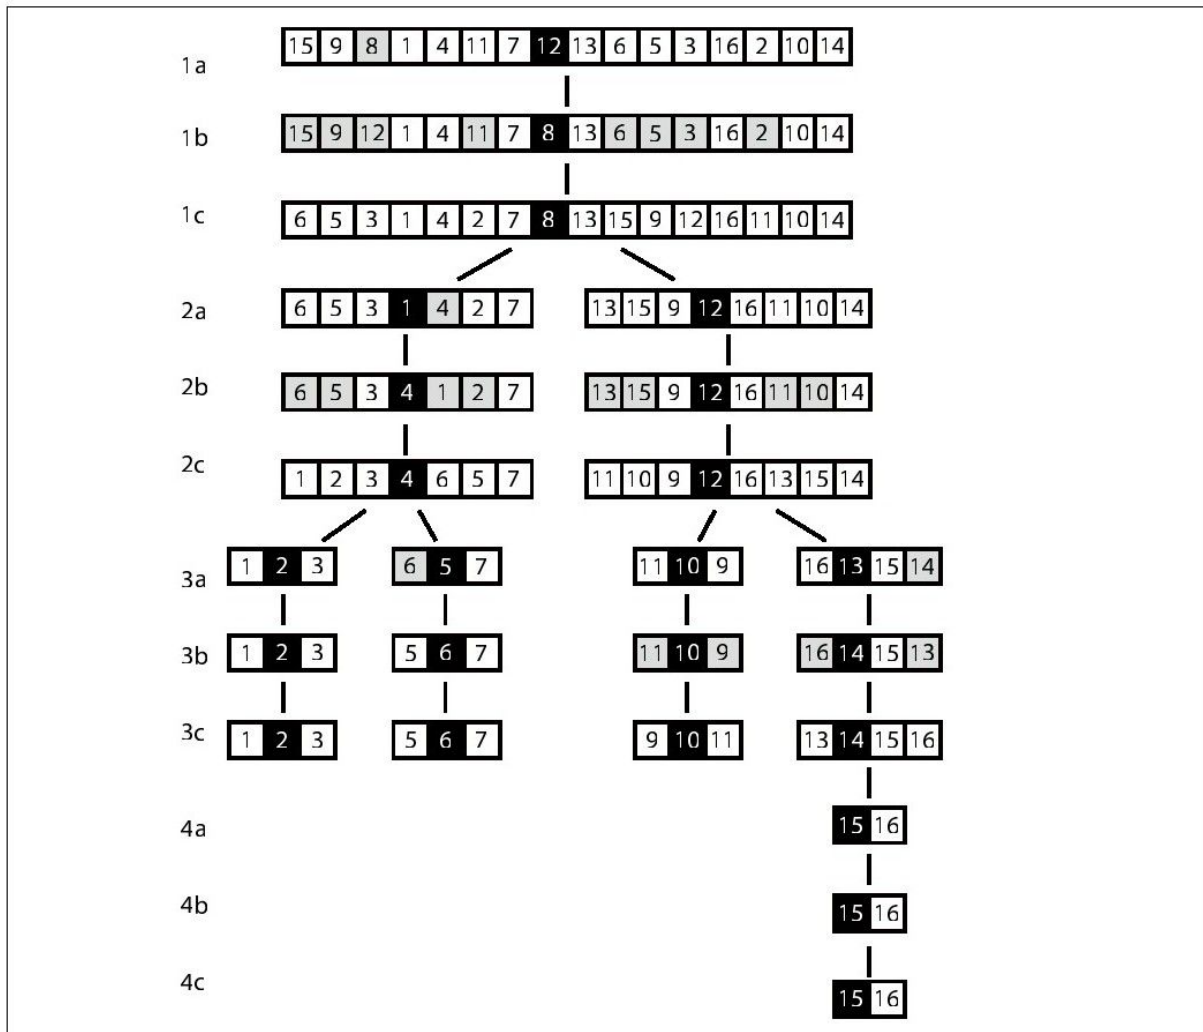 15 9 8 1 4 11 7 12 13 6 5 3 16 2 10 14
1a
1b 15 9 12 1 4 11 7 8 13 6 5 3 16 2 10 14
1c 6 5 3 1 4 2 7 8 13 15 9 12 16 11 10 14
2a 6 5 3 1 4 2 7 13 15 9 12 16 11 10 14
2b 6 5 3 4 1 2 7 13 15 9 12 16 11 10 14
2c 1 2 3 4 6 5 7 11 10 9 12 16 13 15 14
3a 1 2 3 6 5 7 11 10 9 16 13 15 14
3b 1 2 3 5 6 7 11 10 9 16 14 15 13
3c 1 2 3 5 6 7 9 10 11 13 14 15 16
4a 15 16
4b 15 16
4c 15 16